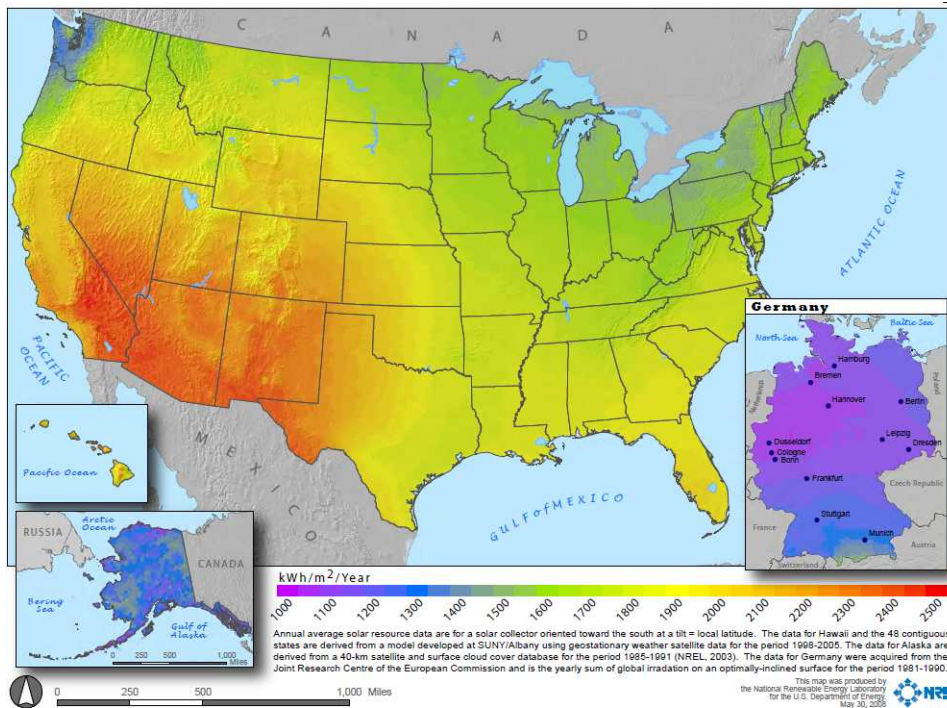 C A N A D A
ATLANTIC OCEAN
PACIFIC
OCEAN
MEXICO
GULF of MEXICO
Pacific Ocean
RUSSIA
Arctic
Ocean
CANADA
Bering
Sea
Gulf of
Alaska
0 250 500 1,000
Miles
Germany
North Sea
Baltic Sea
Hamburg
Bremen
Netherlands
Poland
Hannover
Berlin
Dusseldorf
Leipzig
Cologne
Dresden
Bonn
Frankfurt
Czech Republic
Stuttgart
France
Munich
Austria
Switzerland
kWh/m2/Year
1000 1100 1200 1300 1400 1500 1600 1700 1800 1900 2000 2100 2200 2300 2400 2500
Annual average solar resource data are for a solar collector oriented toward the south at a tilt = local latitude. The data for Hawaii and the 48 contiguous
states are derived from a model developed at SUNY/Albany using geostationary weather satellite data for the period 1998-2005. The data for Alaska are
derived from a 40-km satellite and surface cloud cover database for the period 1985-1991 (NREL, 2003). The data for Germany were acquired from the
Joint Research Centre of the European Commission and is the yearly sum of global irradation on an optimally-inclined surface for the period 1981-1990.
0 250 500 1,000 Miles
This map was produced by
the National Renewable Energy Laboratory
for the U.S. Department of Energy.
May 30, 2008